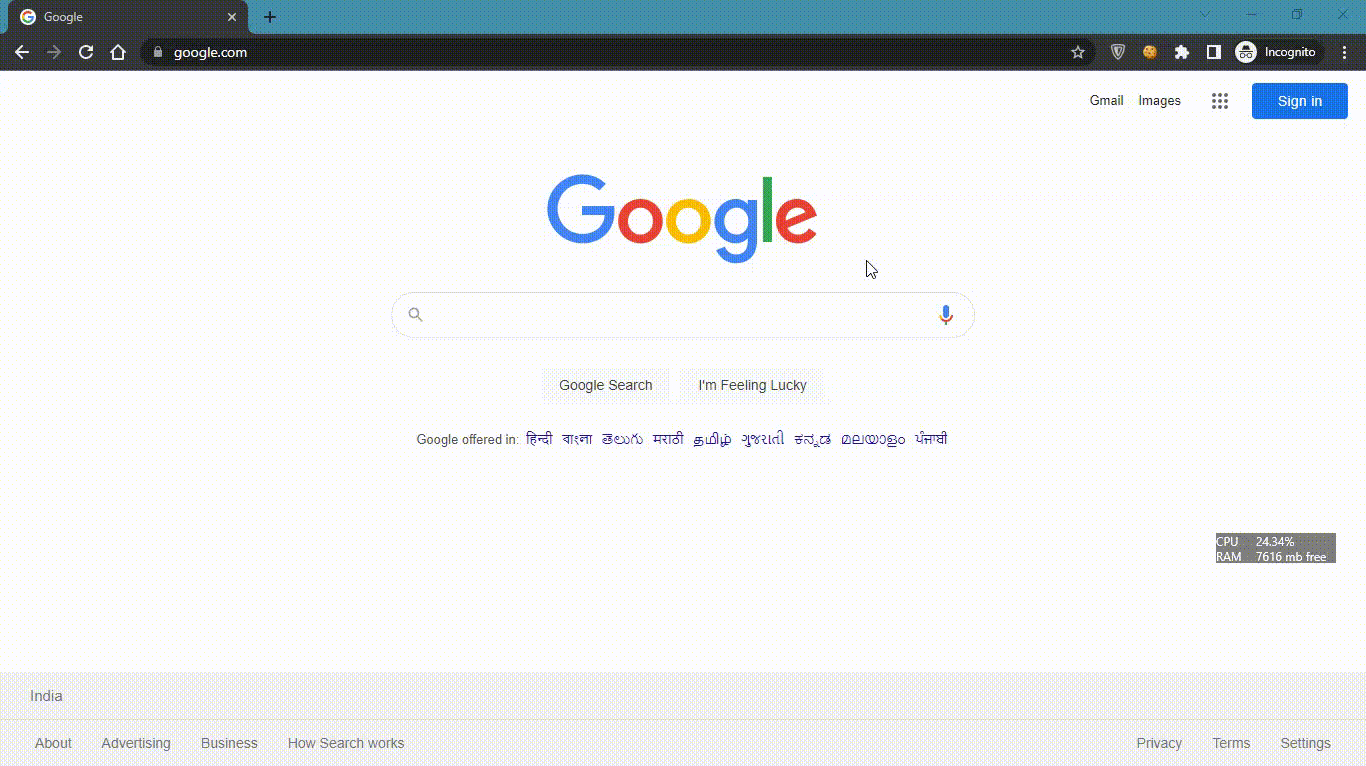 Google
google.com
Incognito
Gmail Images Sign in
Google
Google Search I'm Feeling Lucky
Google offered in: हिन्दी বাংলা తెలుగు मराठी தமிழ் ગુજરાતી ಕನ್ನಡ മലയാളം ਪੰਜਾਬੀ
CPU 24.34%
RAM 7616 mb free
India
About Advertising Business How Search works Privacy Terms Settings